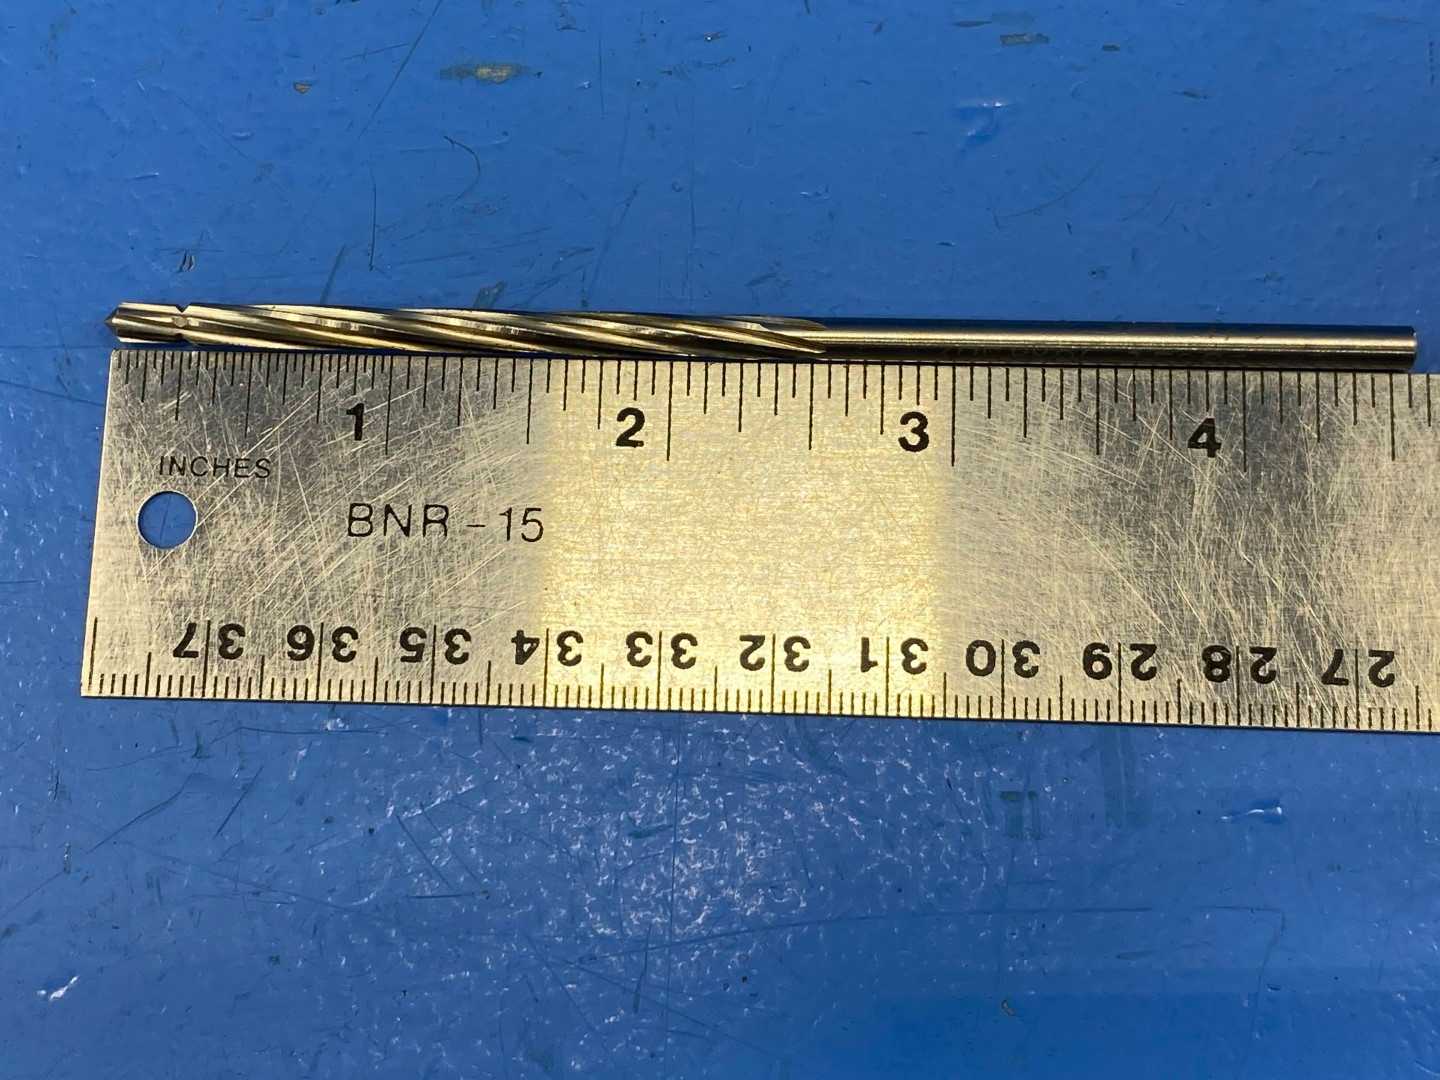 1 2 3 4
INCHES
BNR - 15
37 36 35 34 33 32 31 30 29 28 27